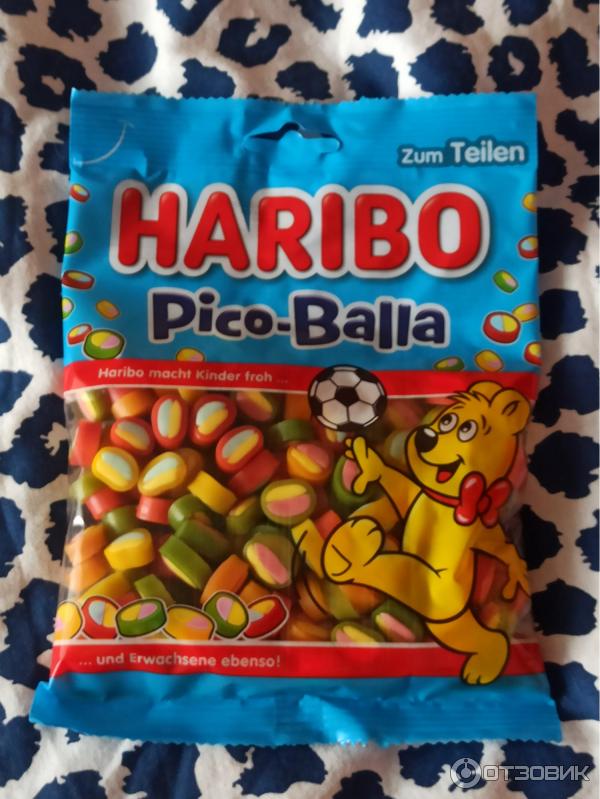 Zum Teilen
HARIBO
Pico-Balla
Haribo macht Kinder froh ...
... und Erwachsene ebenso!
ОТЗОВИК